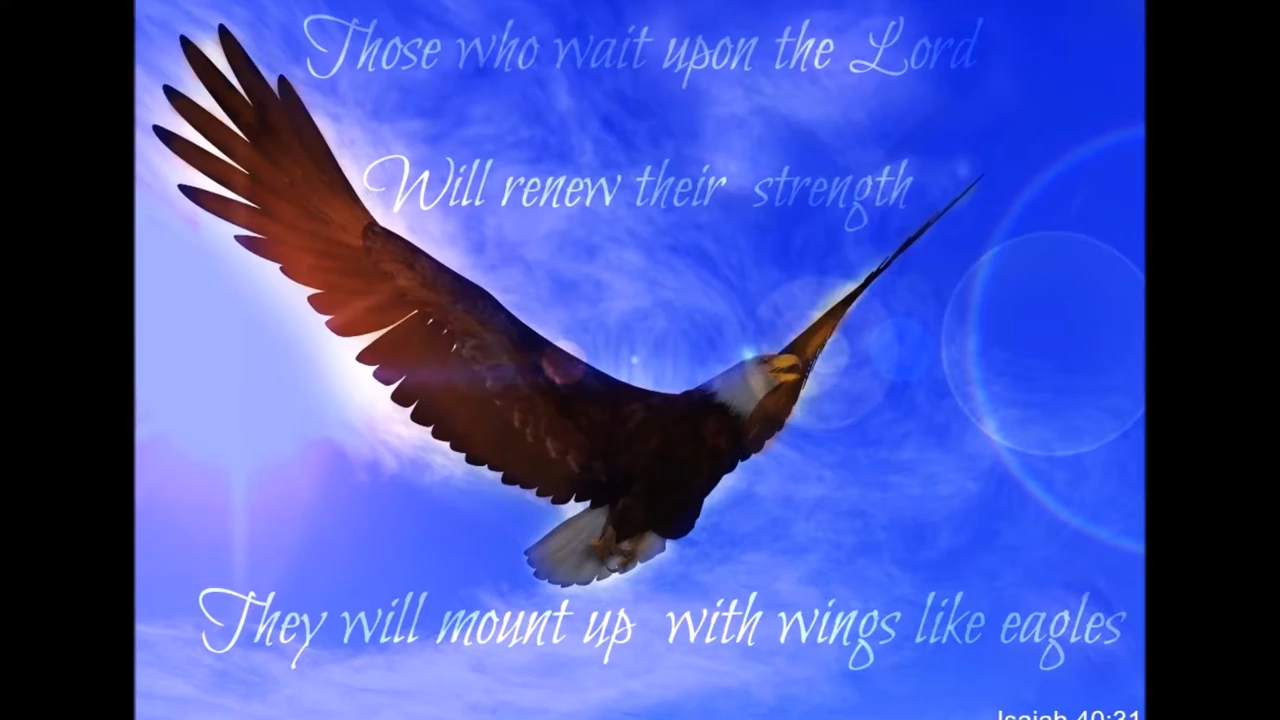 Those who wait upon the Lord
Will renew their strength
They will mount up with wings like eagles
Isaiah 40:31